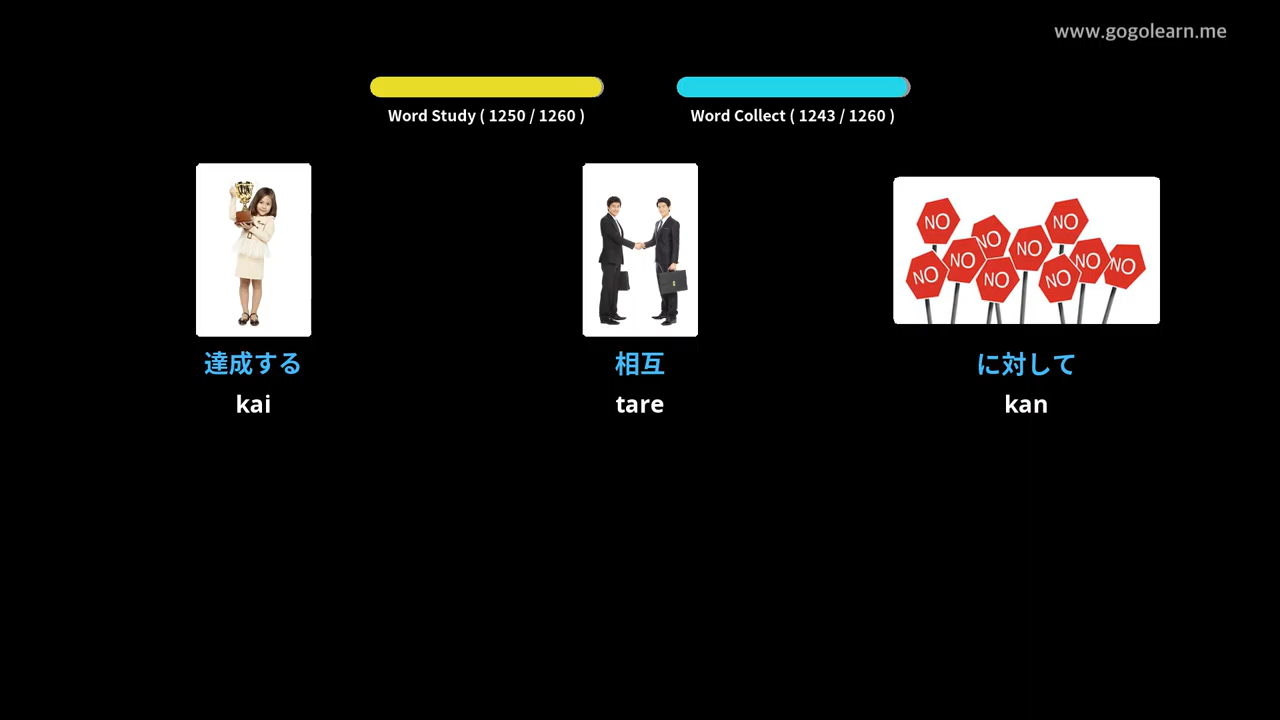 www.gogolearn.me
Word Study ( 1250 / 1260 )
Word Collect ( 1243 / 1260 )
NO
NO
NO
NO
NO
NO
NO
NO
NO
NO
達成する
相互
に対して
kai
tare
kan